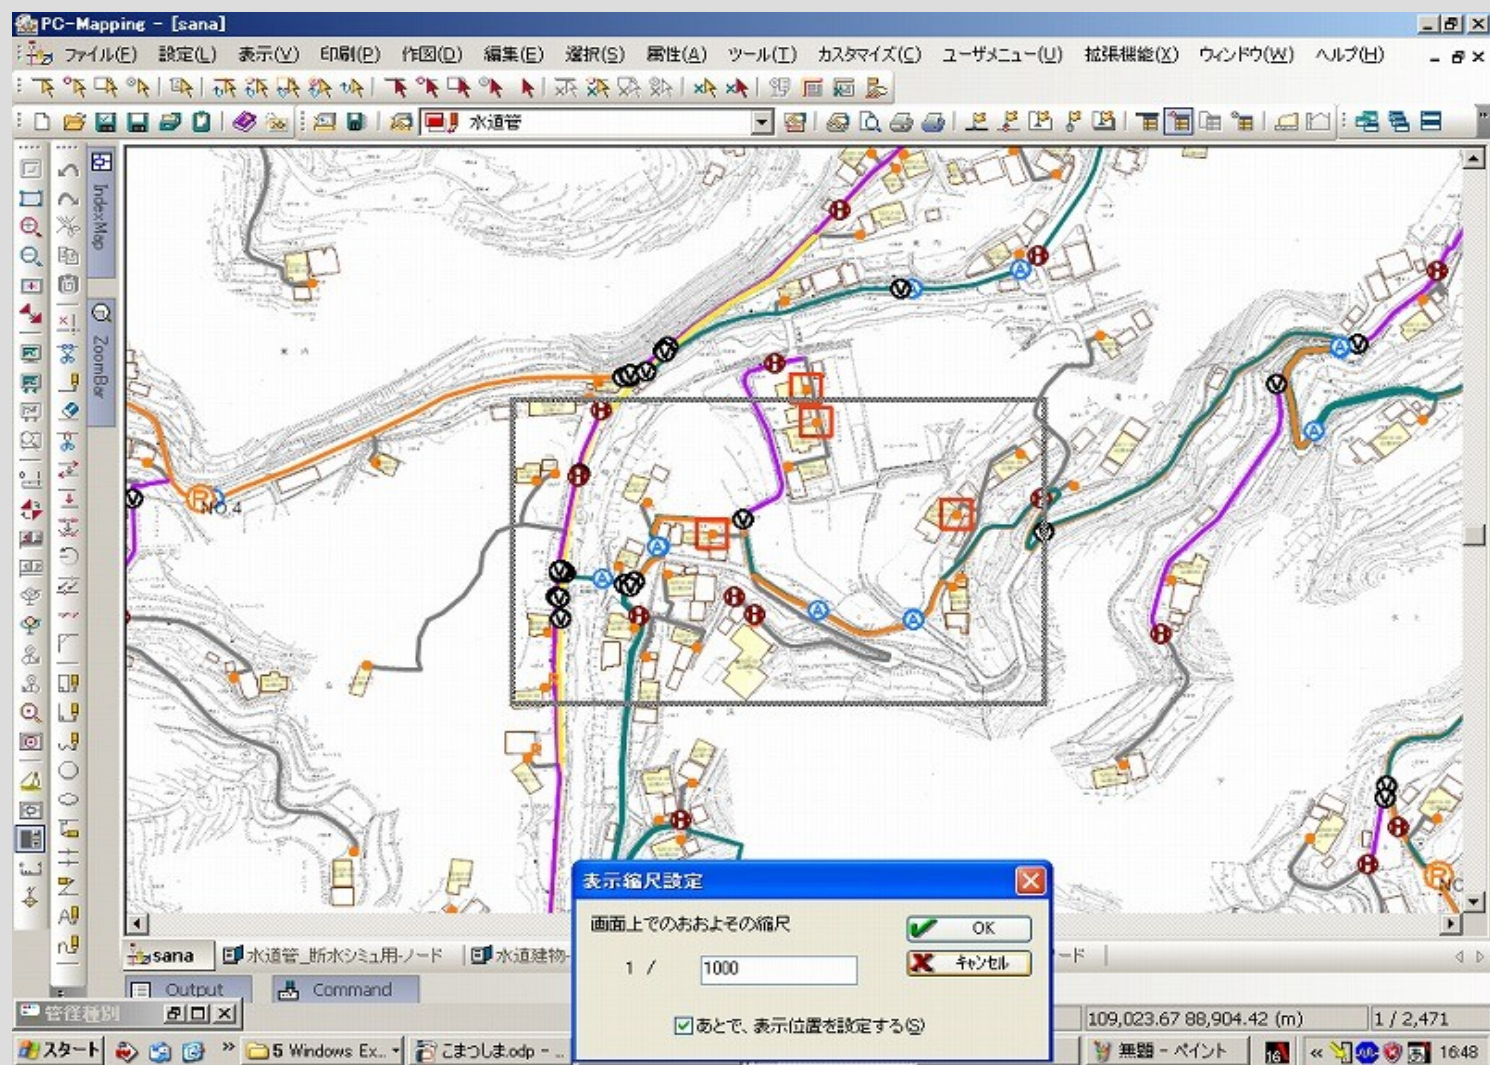 PC-Mapping - [sana]
ファイル(F) 設定(L) 表示(V) 印刷(P) 作図(D) 編集(E) 選択(S) 属性(A) ツール(T) カスタマイズ(C) ユーザメニュー(U) 拡張機能(X) ウィンドウ(W) ヘルプ(H)
水道管
IndexMap
ZoomBar
NO.4
表示縮尺設定
画面上でのおおよその縮尺
OK
1 / 1000
キャンセル
あとで、表示位置を設定する(S)
sana 水道管_断水シミュ用-ノード 水道建物-
Output Command
管径種別
109,023.67 88,904.42 (m) 1 / 2,471
スタート
5 Windows Ex...
こまつしま.odp - ...
無題 - ペイント
16
あ
16:48